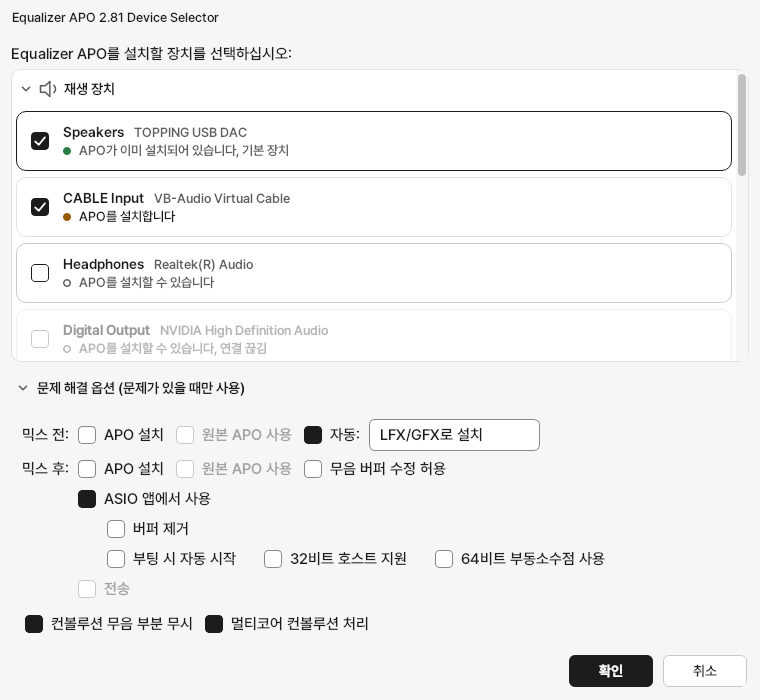 Equalizer APO 2.81 Device Selector
Equalizer APO를 설치할 장치를 선택하십시오:
재생 장치
Speakers TOPPING USB DAC
APO가 이미 설치되어 있습니다, 기본 장치
CABLE Input VB-Audio Virtual Cable
APO를 설치합니다
Headphones Realtek(R) Audio
APO를 설치할 수 있습니다
Digital Output NVIDIA High Definition Audio
APO를 설치할 수 있습니다, 연결 끊김
문제 해결 옵션 (문제가 있을 때만 사용)
믹스 전: APO 설치 원본 APO 사용 자동: LFX/GFX로 설치
믹스 후: APO 설치 원본 APO 사용 무음 버퍼 수정 허용
ASIO 앱에서 사용
버퍼 제거
부팅 시 자동 시작 32비트 호스트 지원 64비트 부동소수점 사용
전송
컨볼루션 무음 부분 무시 멀티코어 컨볼루션 처리
확인 취소